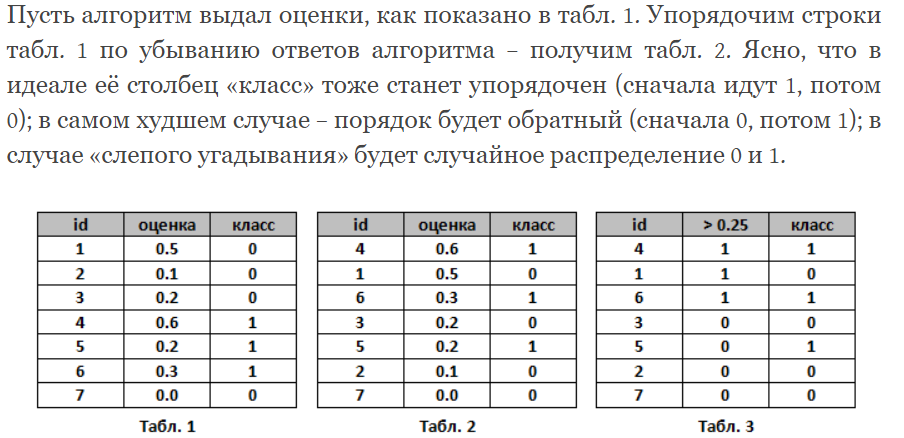 Пусть алгоритм выдал оценки, как показано в табл. 1. Упорядочим строки
табл. 1 по убыванию ответов алгоритма – получим табл. 2. Ясно, что в
идеале её столбец «класс» тоже станет упорядочен (сначала идут 1, потом
0); в самом худшем случае – порядок будет обратный (сначала 0, потом 1); в
случае «слепого угадывания» будет случайное распределение 0 и 1.
id оценка класс
1 0.5 0
2 0.1 0
3 0.2 0
4 0.6 1
5 0.2 1
6 0.3 1
7 0.0 0
Табл. 1
id оценка класс
4 0.6 1
1 0.5 0
6 0.3 1
3 0.2 0
5 0.2 1
2 0.1 0
7 0.0 0
Табл. 2
id > 0.25 класс
4 1 1
1 1 0
6 1 1
3 0 0
5 0 1
2 0 0
7 0 0
Табл. 3